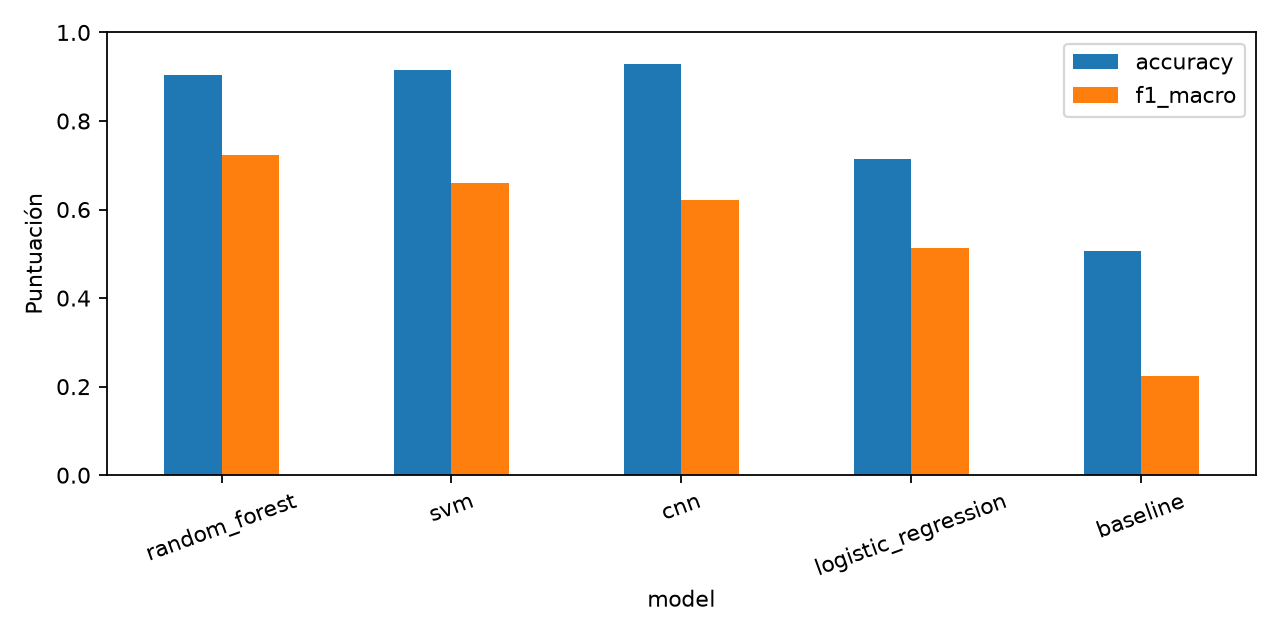 1.0
0.8
0.6
0.4
0.2
0.0
Puntuación
accuracy
f1_macro
random_forest
svm
cnn
logistic_regression
baseline
model